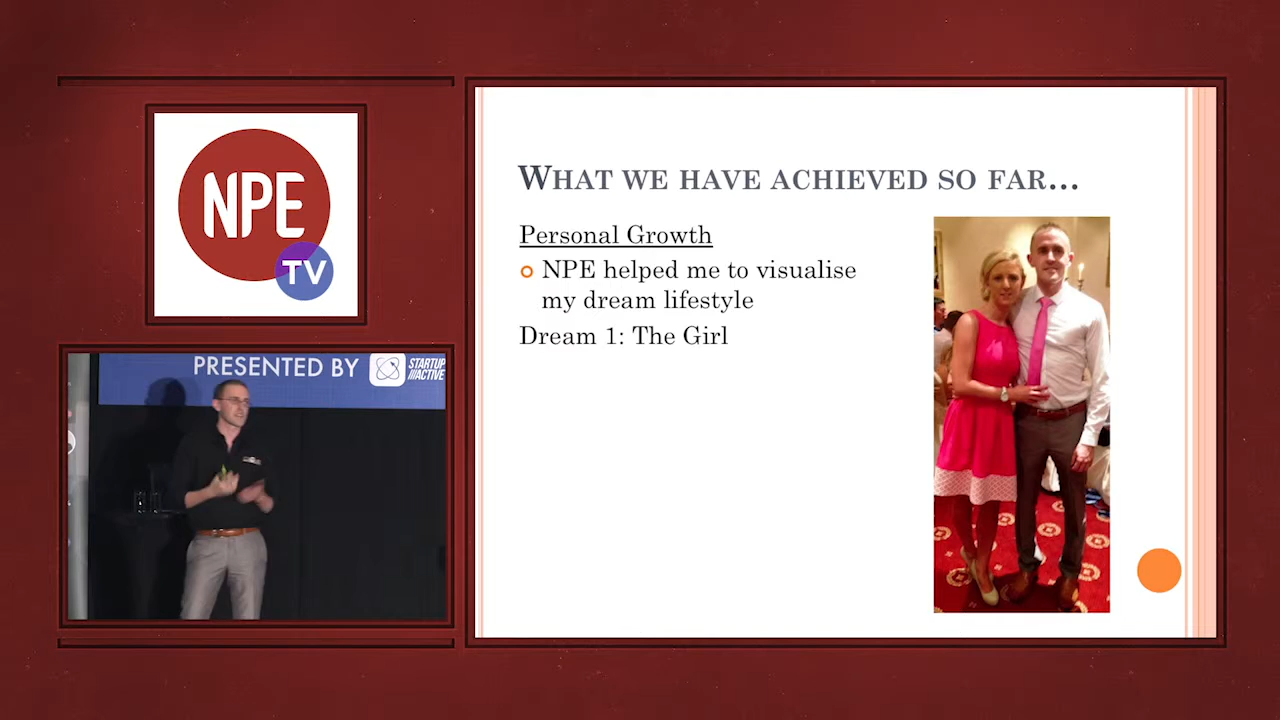 NPE
TV
PRESENTED BY
STARTUP
ACTIVE
WHAT WE HAVE ACHIEVED SO FAR...
Personal Growth
NPE helped me to visualise
my dream lifestyle
Dream 1: The Girl